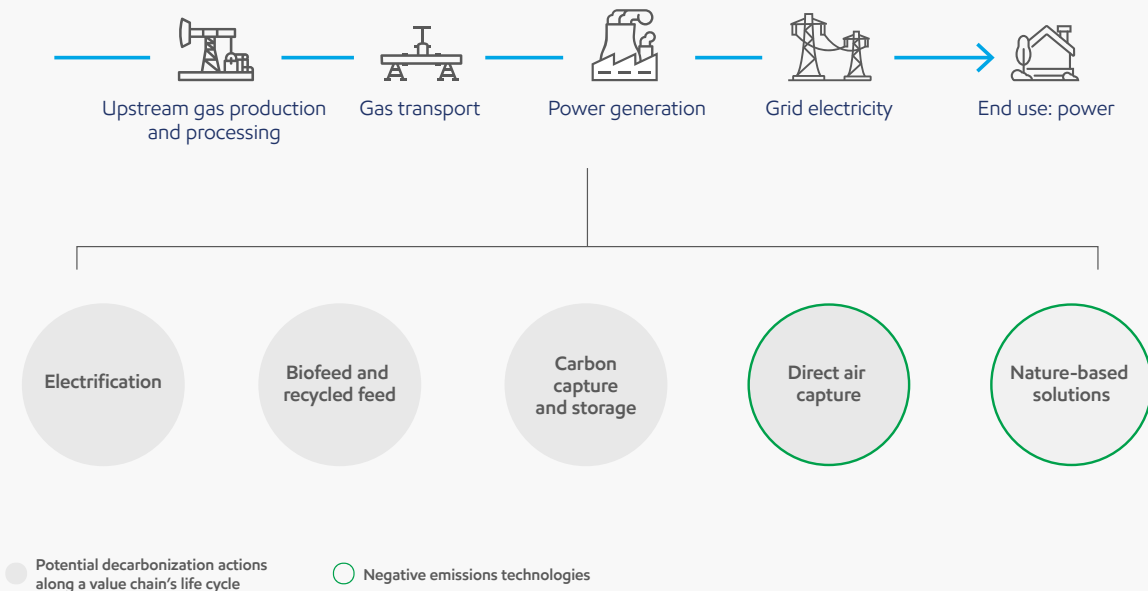 Upstream gas production
and processing
Gas transport
Power generation
Grid electricity
End use: power
Electrification
Biofeed and
recycled feed
Carbon
capture
and storage
Direct air
capture
Nature-based
solutions
Potential decarbonization actions
along a value chain's life cycle
Negative emissions technologies